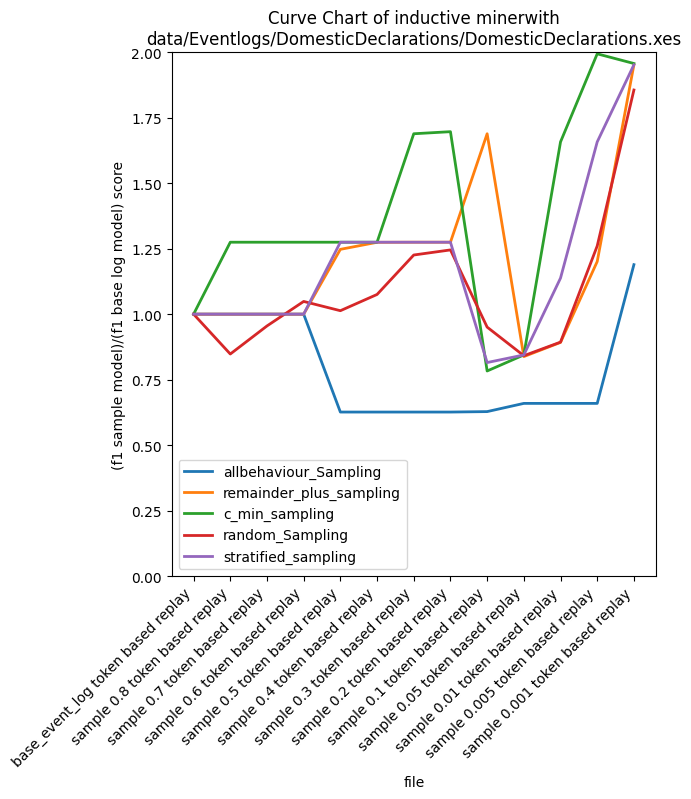 Curve Chart of inductive minerwith
data/Eventlogs/DomesticDeclarations/DomesticDeclarations.xes
(f1 sample model)/(f1 base log model) score
2.00
1.75
1.50
1.25
1.00
0.75
0.50
0.25
0.00
allbehaviour_Sampling
remainder_plus_sampling
c_min_sampling
random_Sampling
stratified_sampling
base_event_log token based replay
sample 0.8 token based replay
sample 0.7 token based replay
sample 0.6 token based replay
sample 0.5 token based replay
sample 0.4 token based replay
sample 0.3 token based replay
sample 0.2 token based replay
sample 0.1 token based replay
sample 0.05 token based replay
sample 0.01 token based replay
sample 0.005 token based replay
sample 0.001 token based replay
file